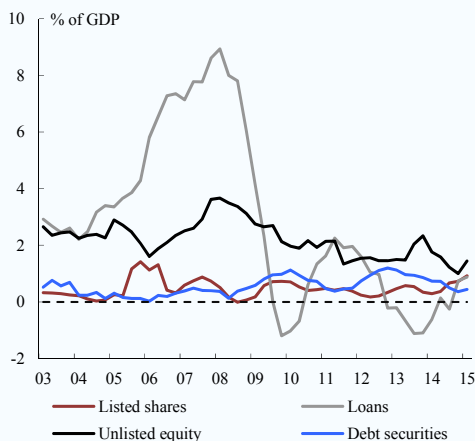 % of GDP
10
8
6
4
2
0
-2
03 04 05 06 07 08 09 10 11 12 13 14 15
Listed shares Loans
Unlisted equity Debt securities